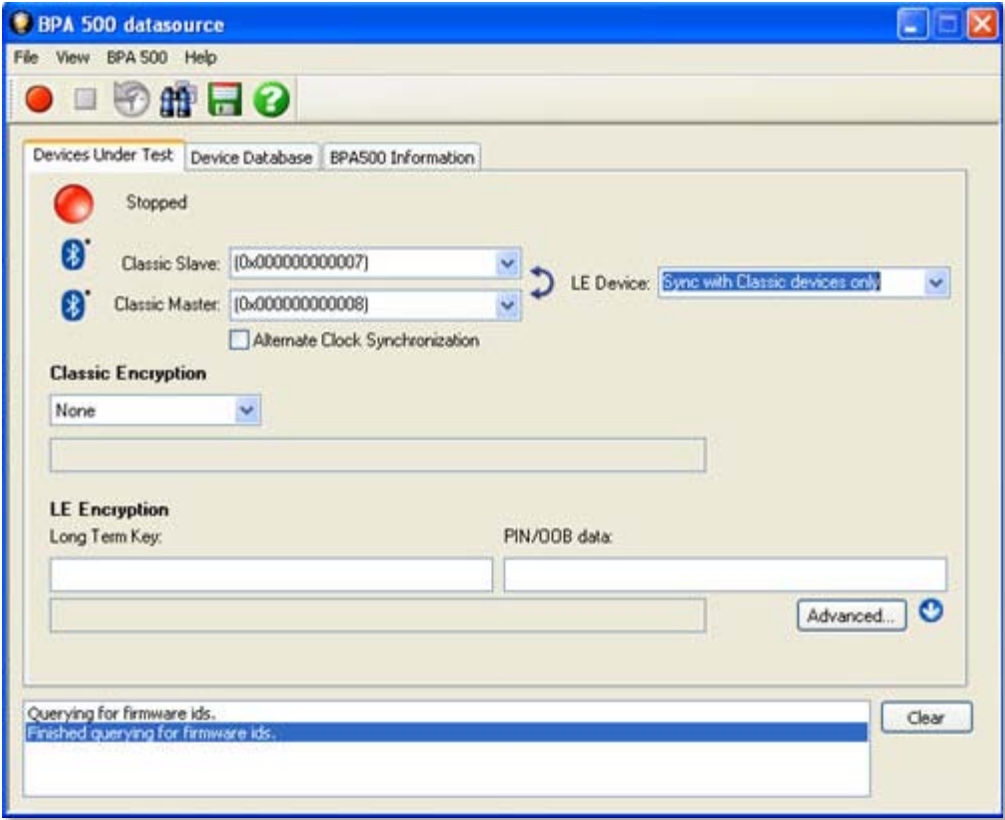 BPA 500 datasource
File View BPA 500 Help
Devices Under Test Device Database BPA500 Information
Stopped
Classic Slave: (0x000000000007)
LE Device: Sync with Classic devices only
Classic Master: (0x000000000008)
Alternate Clock Synchronization
Classic Encryption
None
LE Encryption
Long Term Key: PIN/OOB data:
Advanced...
Querying for firmware ids.
Clear
Finished querying for firmware ids.